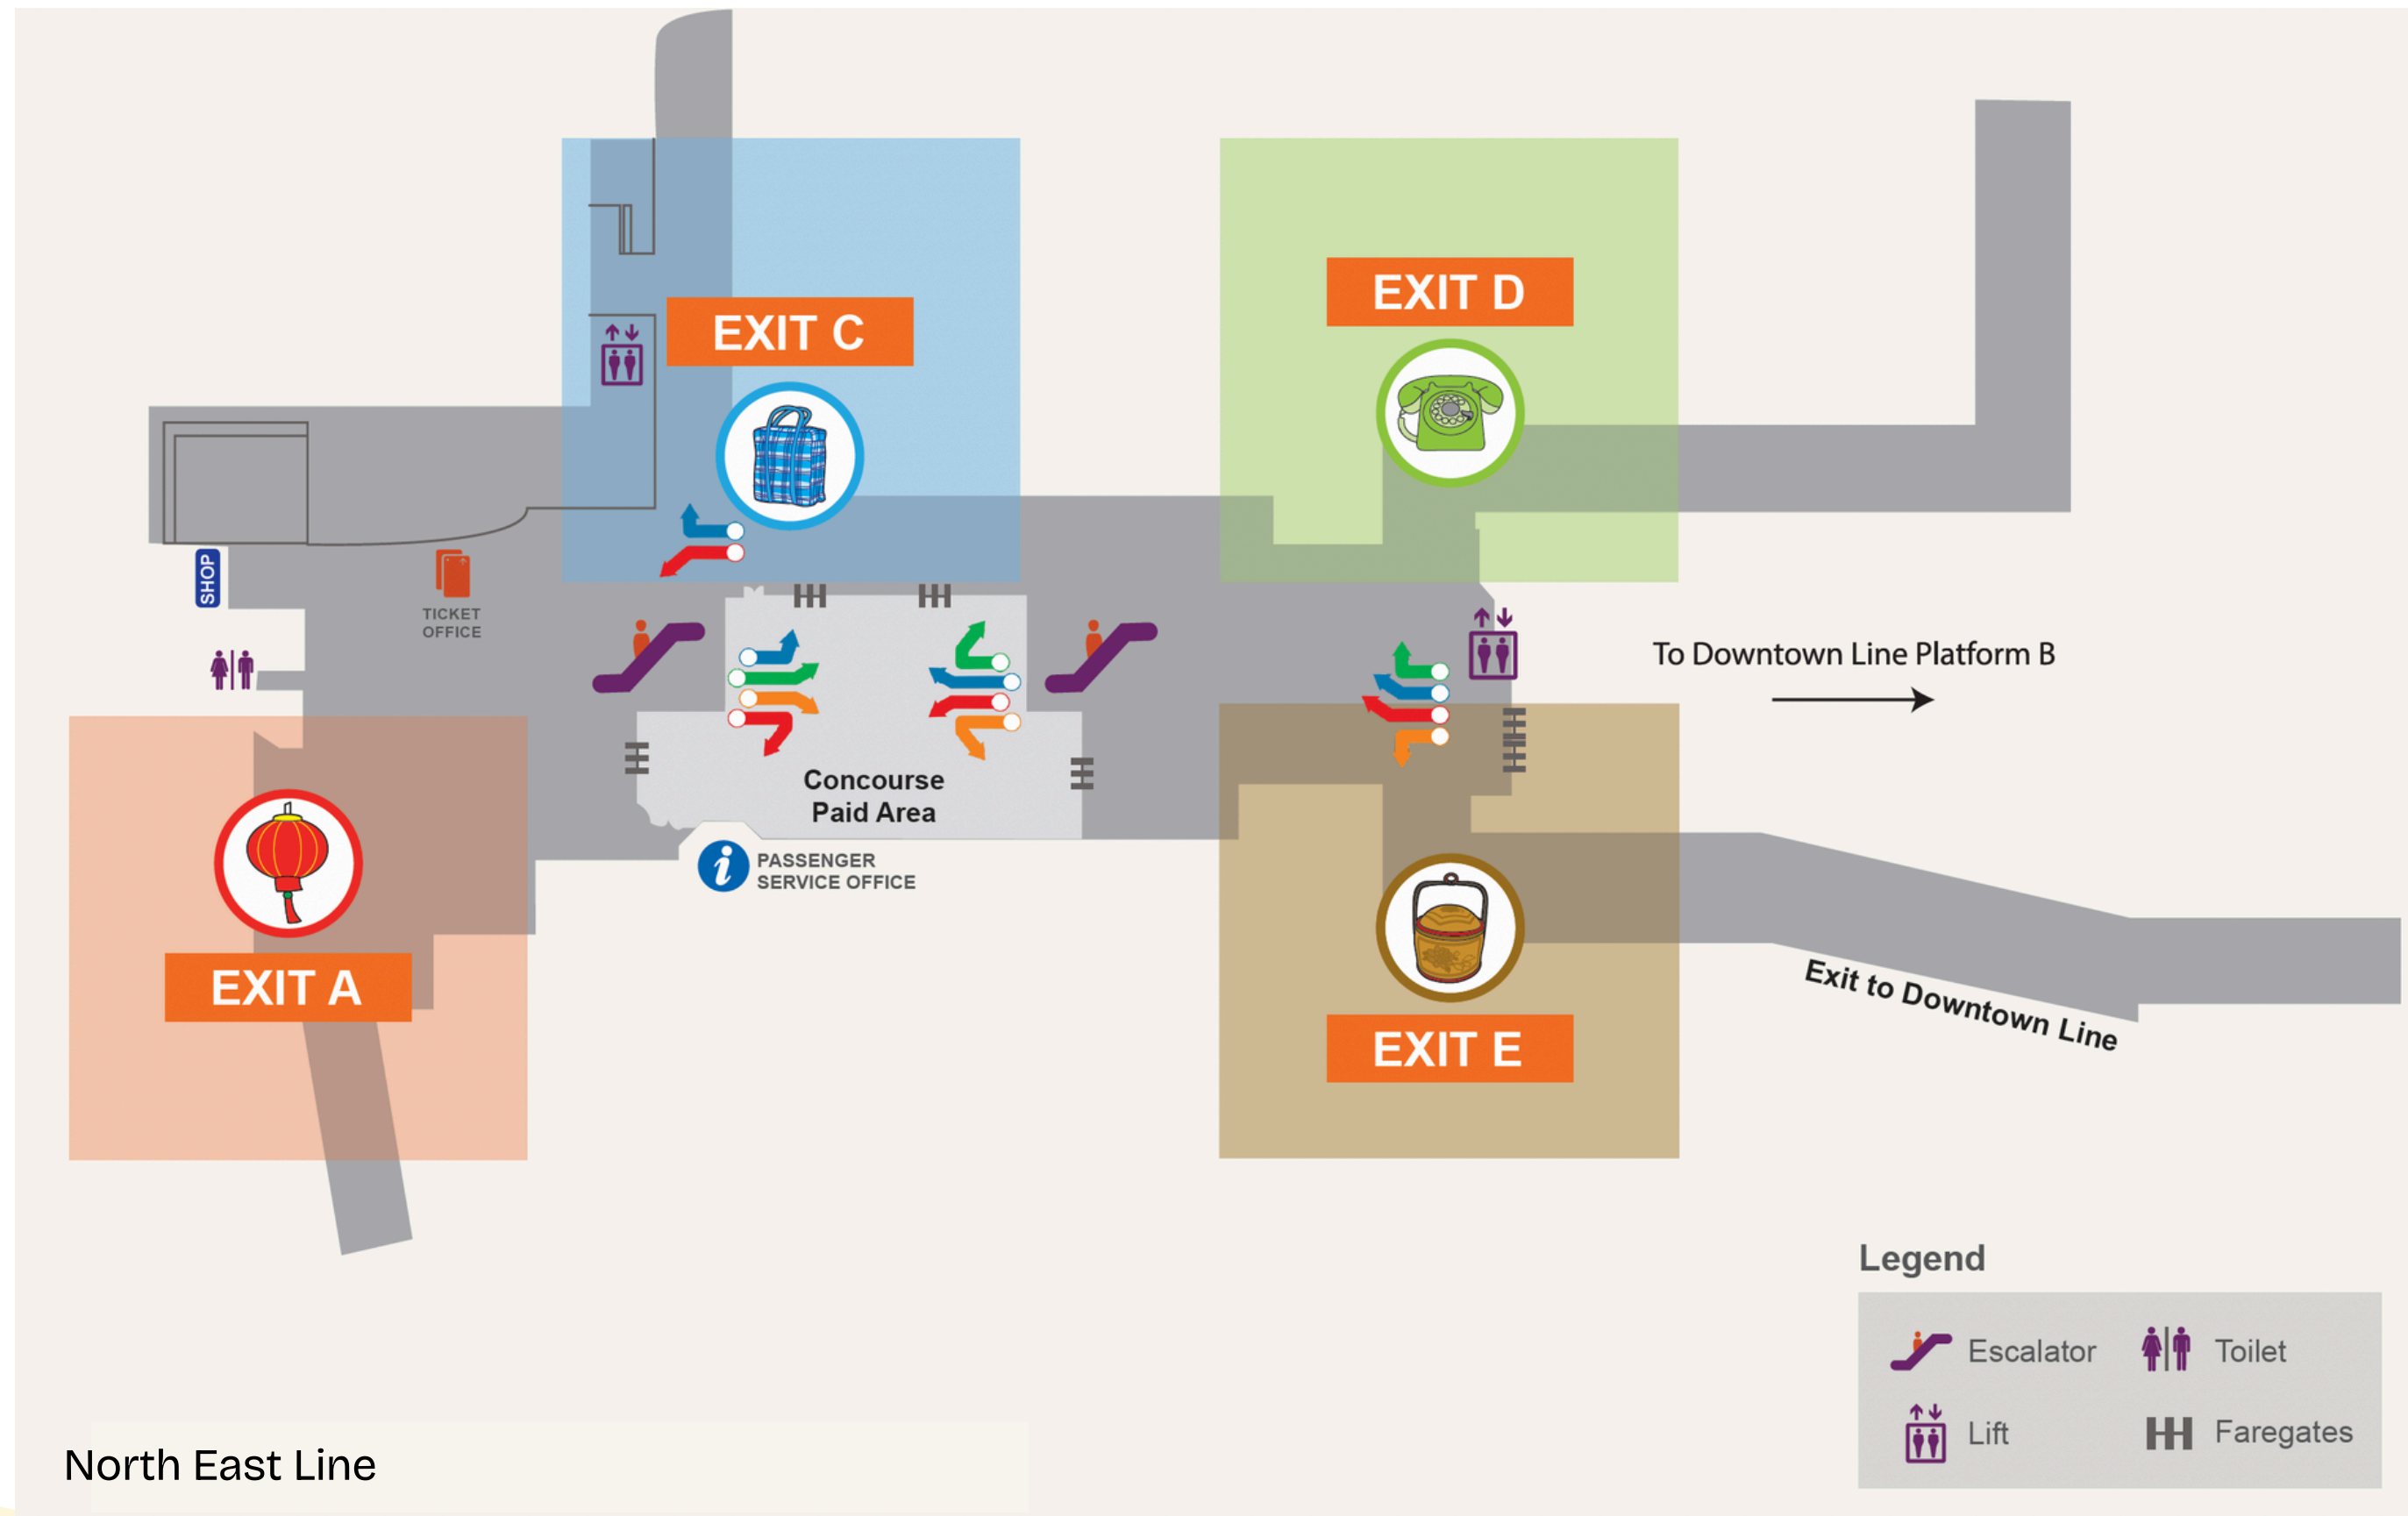 EXIT C
EXIT D
SHOP
TICKET
OFFICE
To Downtown Line Platform B
Concourse
Paid Area
i
PASSENGER
SERVICE OFFICE
EXIT A
EXIT E
Exit to Downtown Line
Legend
Escalator
Toilet
Lift
Faregates
North East Line